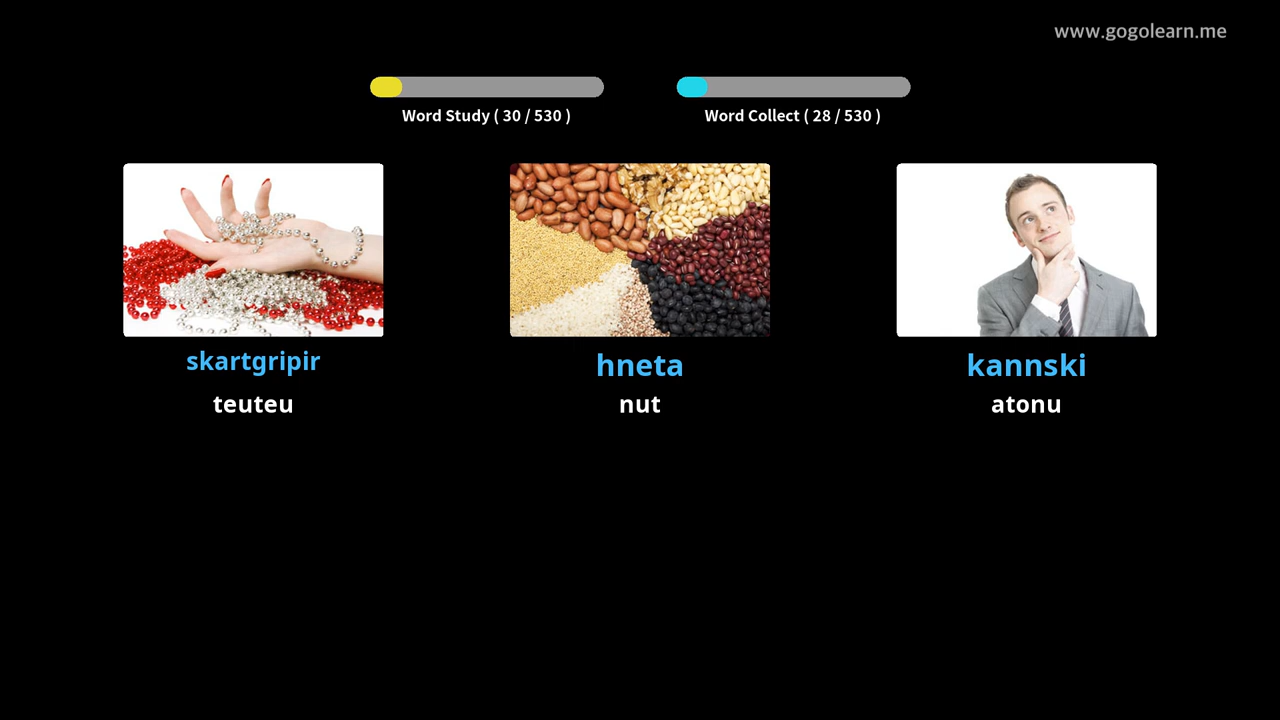 www.gogolearn.me
Word Study ( 30 / 530 )
Word Collect ( 28 / 530 )
skartgripir
hneta
kannski
teuteu
nut
atonu